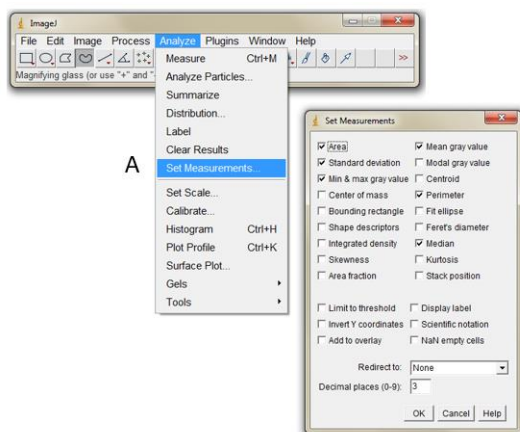 ImageJ
File Edit Image Process Analyze Plugins Window Help
>>
Magnifying glass (or use "+" and "
Measure Ctrl+M
Analyze Particles...
Summarize
Distribution...
Label
Clear Results
Set Measurements...
Set Scale...
Calibrate...
Histogram Ctrl+H
Plot Profile Ctrl+K
Surface Plot...
Gels
Tools
A
Set Measurements
Area Mean gray value
Standard deviation Modal gray value
Min & max gray value Centroid
Center of mass Perimeter
Bounding rectangle Fit ellipse
Shape descriptors Feret's diameter
Integrated density Median
Skewness Kurtosis
Area fraction Stack position
Limit to threshold Display label
Invert Y coordinates Scientific notation
Add to overlay NaN empty cells
Redirect to: None
Decimal places (0-9): 3
OK Cancel Help